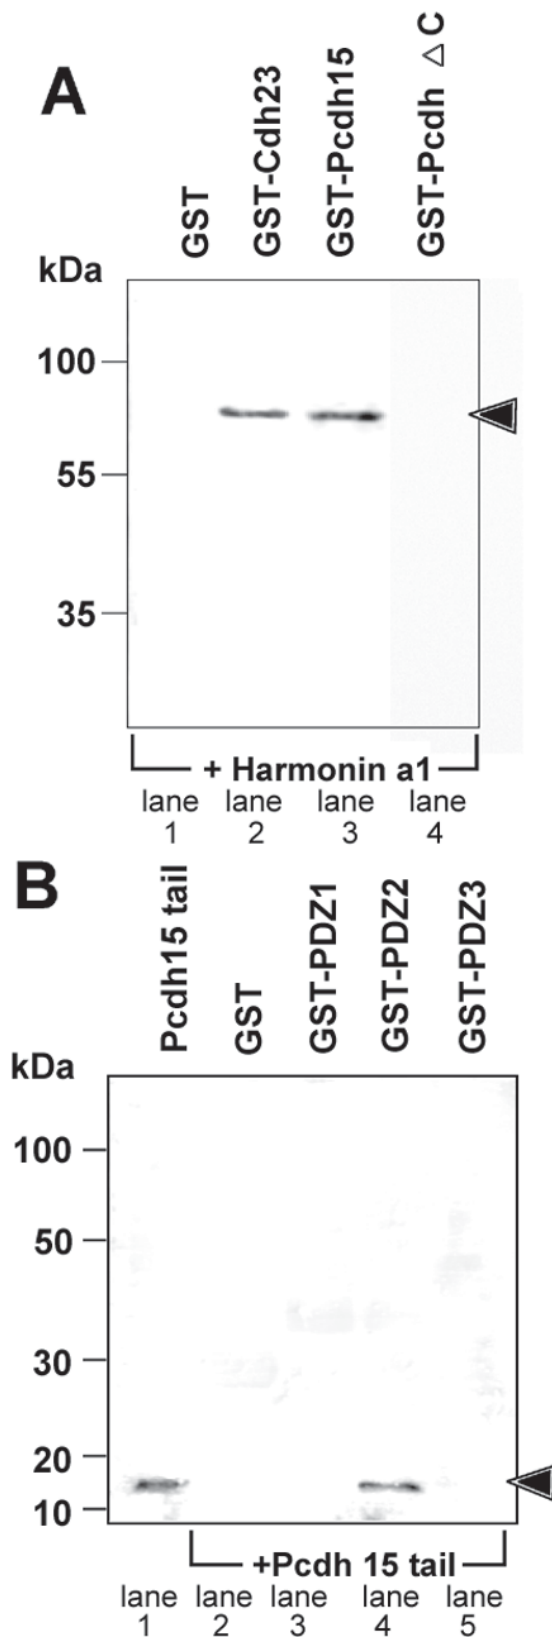 A
GST
GST-Cdh23
GST-Pcdh15
GST-Pcdh △ C
kDa
100
55
35
+ Harmonin a1
lane 1
lane 2
lane 3
lane 4
B
Pcdh15 tail
GST
GST-PDZ1
GST-PDZ2
GST-PDZ3
kDa
100
50
30
20
10
+Pcdh 15 tail
lane 1
lane 2
lane 3
lane 4
lane 5